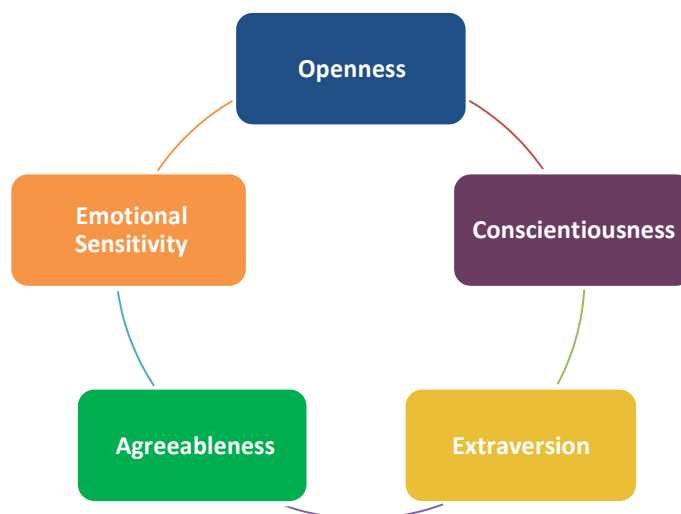 Openness
Emotional
Sensitivity
Conscientiousness
Agreeableness
Extraversion